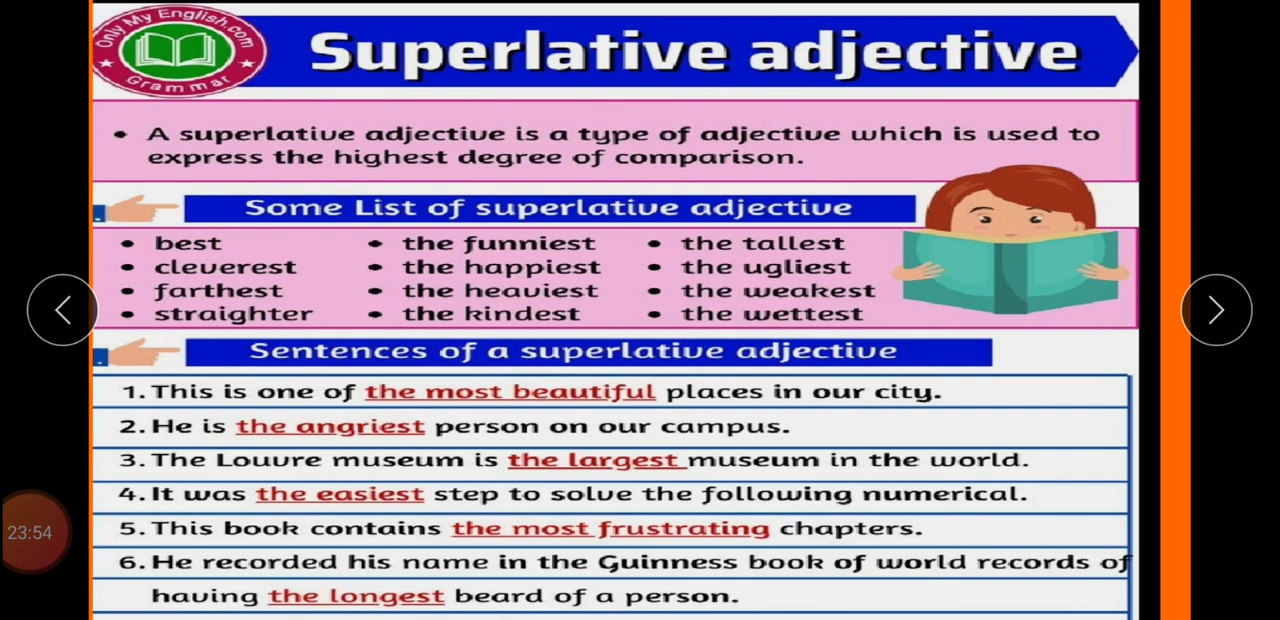 Only My English.com
Grammar
Superlative adjective
• A superlative adjective is a type of adjective which is used to
express the highest degree of comparison.
Some List of superlative adjective
• best • the funniest • the tallest
• cleverest • the happiest • the ugliest
• farthest • the heaviest • the weakest
• straighter • the kindest • the wettest
Sentences of a superlative adjective
1. This is one of the most beautiful places in our city.
2. He is the angriest person on our campus.
3. The Louvre museum is the largest museum in the world.
4. It was the easiest step to solve the following numerical.
5. This book contains the most frustrating chapters.
6. He recorded his name in the Guinness book of world records of
having the longest beard of a person.
23:54